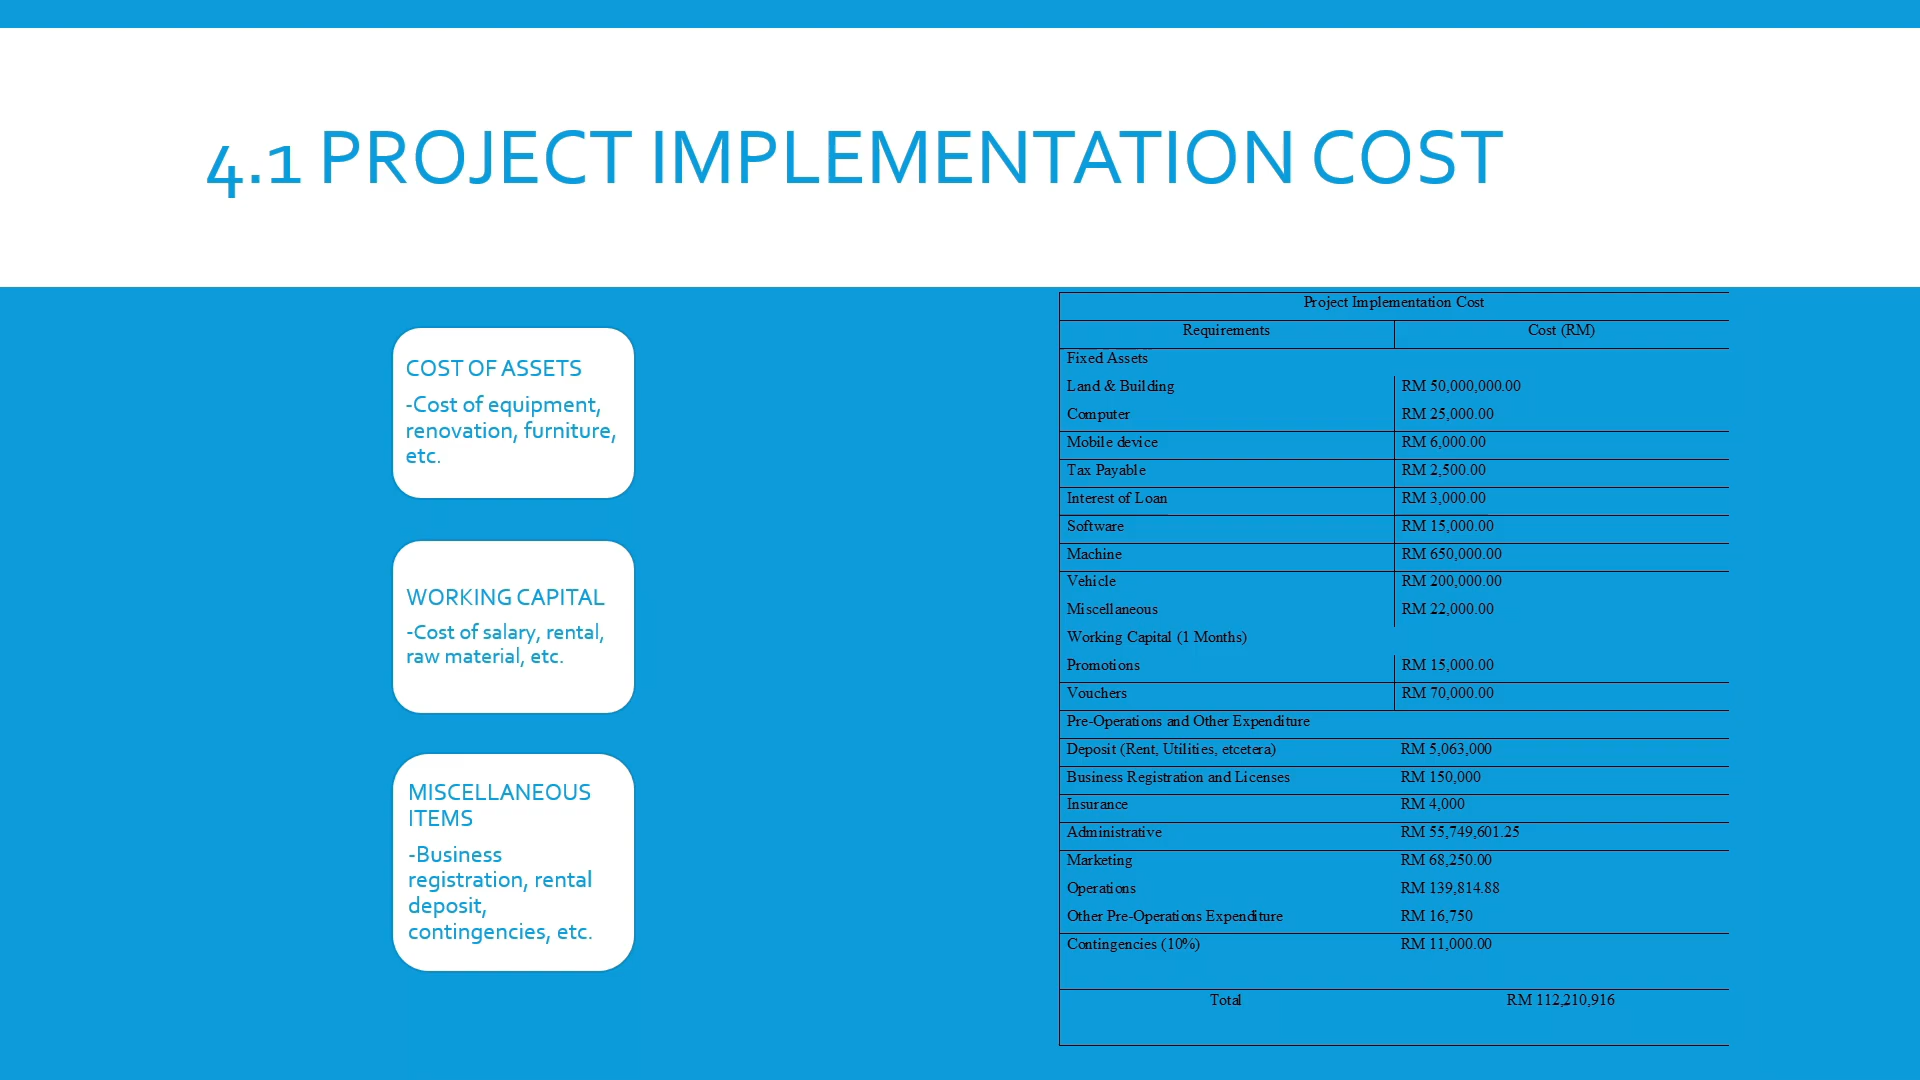 4.1 PROJECT IMPLEMENTATION COST
COST OF ASSETS
-Cost of equipment,
renovation, furniture,
etc.
WORKING CAPITAL
-Cost of salary, rental,
raw material, etc.
MISCELLANEOUS
ITEMS
-Business
registration, rental
deposit,
contingencies, etc.
Project Implementation Cost
Requirements Cost (RM)
Fixed Assets
Land & Building RM 50,000,000.00
Computer RM 25,000.00
Mobile device RM 6,000.00
Tax Payable RM 2,500.00
Interest of Loan RM 3,000.00
Software RM 15,000.00
Machine RM 650,000.00
Vehicle RM 200,000.00
Miscellaneous RM 22,000.00
Working Capital (1 Months)
Promotions RM 15,000.00
Vouchers RM 70,000.00
Pre-Operations and Other Expenditure
Deposit (Rent, Utilities, etcetera) RM 5,063,000
Business Registration and Licenses RM 150,000
Insurance RM 4,000
Administrative RM 55,749,601.25
Marketing RM 68,250.00
Operations RM 139,814.88
Other Pre-Operations Expenditure RM 16,750
Contingencies (10%) RM 11,000.00
Total RM 112,210,916